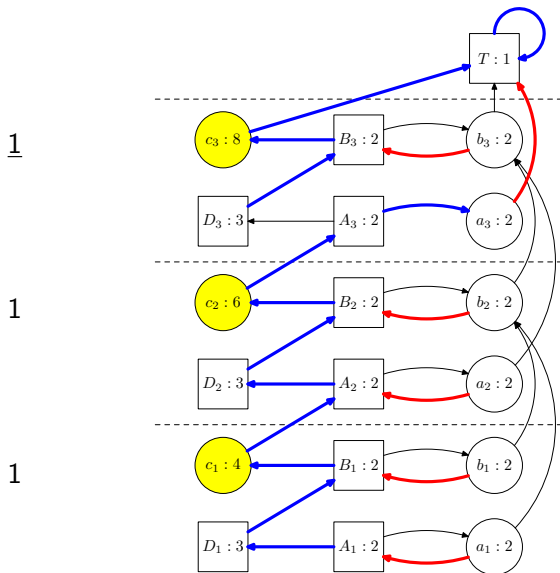 T : 1
1 c₃ : 8 B₃ : 2 b₃ : 2
D₃ : 3 A₃ : 2 a₃ : 2
1 c₂ : 6 B₂ : 2 b₂ : 2
D₂ : 3 A₂ : 2 a₂ : 2
1 c₁ : 4 B₁ : 2 b₁ : 2
D₁ : 3 A₁ : 2 a₁ : 2